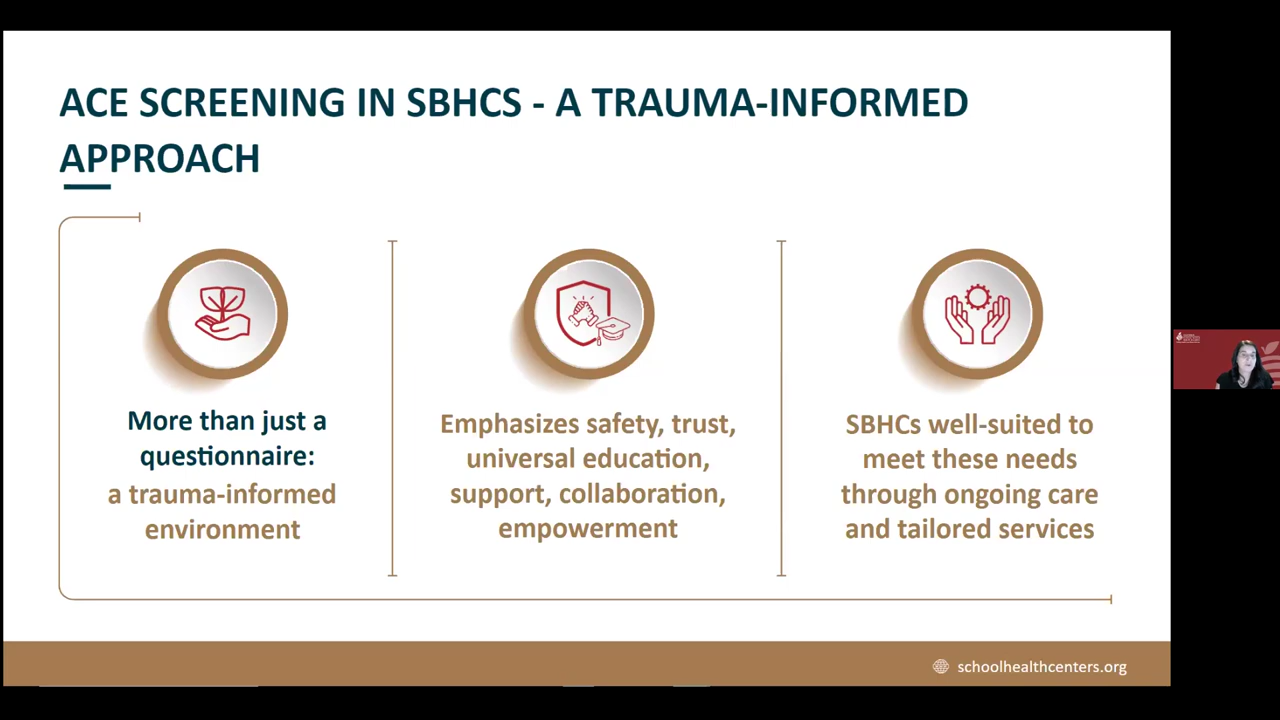 ACE SCREENING IN SBHCS - A TRAUMA-INFORMED
APPROACH
More than just a
questionnaire:
a trauma-informed
environment
Emphasizes safety, trust,
universal education,
support, collaboration,
empowerment
SBHCs well-suited to
meet these needs
through ongoing care
and tailored services
schoolhealthcenters.org